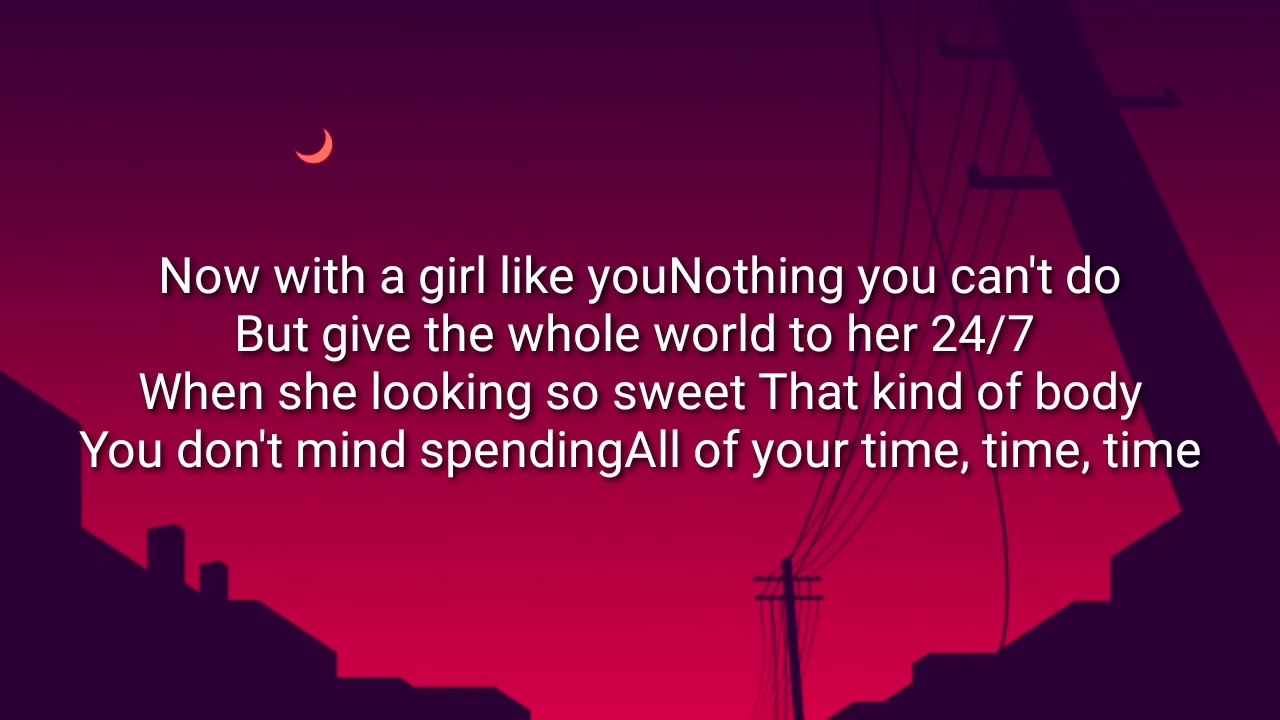 Now with a girl like youNothing you can't do
But give the whole world to her 24/7
When she looking so sweet That kind of body
You don't mind spendingAll of your time, time, time